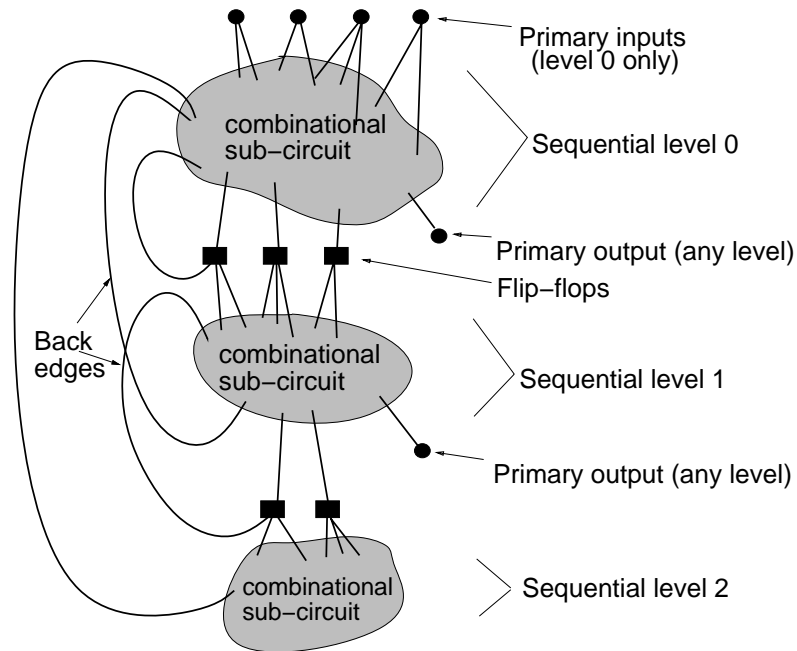 Primary inputs
(level 0 only)
combinational
sub−circuit
Sequential level 0
Primary output (any level)
Flip−flops
Back
edges
combinational
sub−circuit
Sequential level 1
Primary output (any level)
combinational
sub−circuit
Sequential level 2